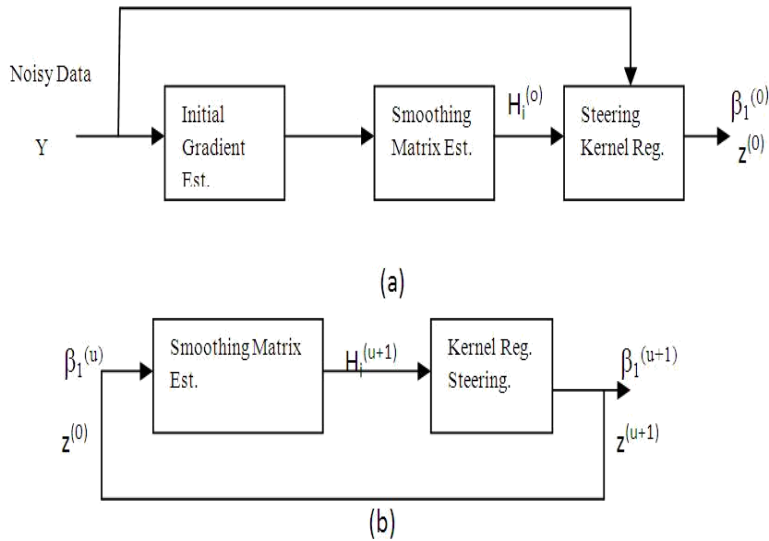 Noisy Data
Y
Initial
Gradient
Est.
Smoothing
Matrix Est.
Hᵢ⁽ᵒ⁾
Steering
Kernel Reg.
β₁⁽⁰⁾
z⁽⁰⁾
(a)
β₁⁽ᵘ⁾
z⁽⁰⁾
Smoothing Matrix
Est.
Hᵢ⁽ᵘ⁺¹⁾
Kernel Reg.
Steering.
β₁⁽ᵘ⁺¹⁾
z⁽ᵘ⁺¹⁾
(b)